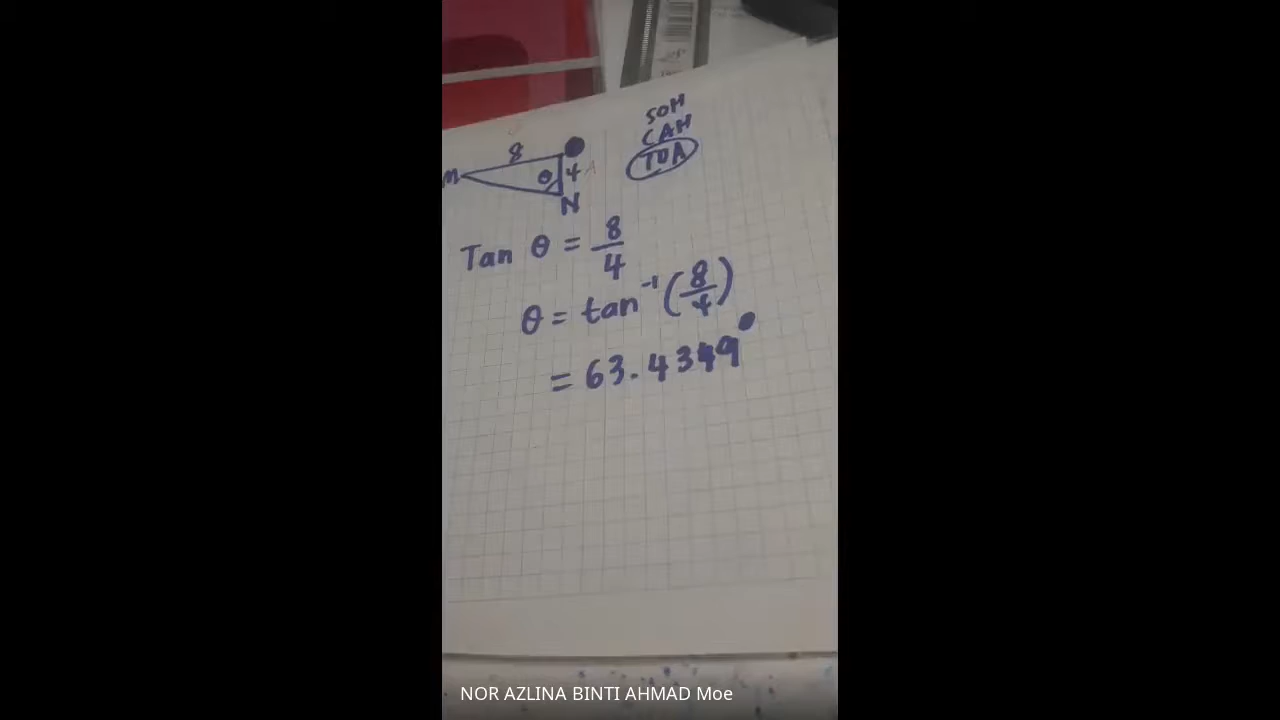 SOH
CAH
TOA
8
M θ 4 A
N
Tan θ = 8/4
θ = tan⁻¹ (8/4)
= 63.4349°
NOR AZLINA BINTI AHMAD Moe